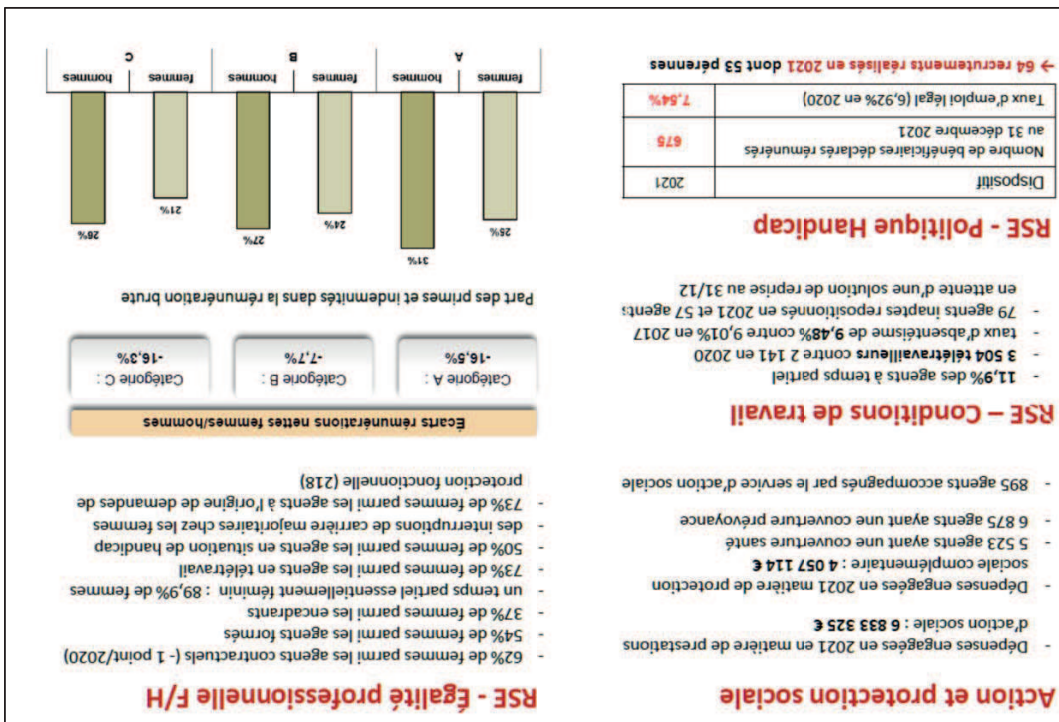 Action et protection sociale
- Dépenses engagées en 2021 en matière de prestations
d'action sociale : 6 833 325 €
- Dépenses engagées en 2021 matière de protection
sociale complémentaire : 4 057 114 €
- 5 523 agents ayant une couverture santé
- 6 875 agents ayant une couverture prévoyance
- 895 agents accompagnés par le service d'action sociale
RSE – Conditions de travail
- 11,9% des agents à temps partiel
- 3 504 télétravailleurs contre 2 141 en 2020
- taux d'absentéisme de 9,48% contre 9,01% en 2017
- 79 agents inaptes repositionnés en 2021 et 57 agents
en attente d'une solution de reprise au 31/12
RSE - Politique Handicap
Dispositif 2021
Nombre de bénéficiaires déclarés rémunérés
au 31 décembre 2021 675
Taux d'emploi légal (6,92% en 2020) 7,54%
→ 64 recrutements réalisés en 2021 dont 53 pérennes
RSE - Égalité professionnelle F/H
- 62% de femmes parmi les agents contractuels (- 1 point/2020)
- 54% de femmes parmi les agents formés
- 37% de femmes parmi les encadrants
- un temps partiel essentiellement féminin : 89,9% de femmes
- 73% de femmes parmi les agents en télétravail
- 50% de femmes parmi les agents en situation de handicap
- des interruptions de carrière majoritaires chez les femmes
- 73% de femmes parmi les agents à l'origine de demandes de
protection fonctionnelle (218)
Écarts rémunérations nettes femmes/hommes
Catégorie A :
-16,5%
Catégorie B :
-7,7%
Catégorie C :
-16,3%
Part des primes et indemnités dans la rémunération brute
25% 31% 24% 27% 21% 26%
femmes hommes femmes hommes femmes hommes
A B C